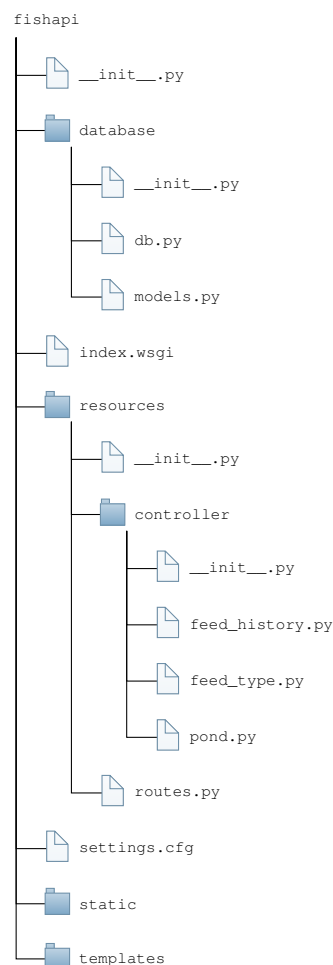 fishapi
__init__.py
database
__init__.py
db.py
models.py
index.wsgi
resources
__init__.py
controller
__init__.py
feed_history.py
feed_type.py
pond.py
routes.py
settings.cfg
static
templates